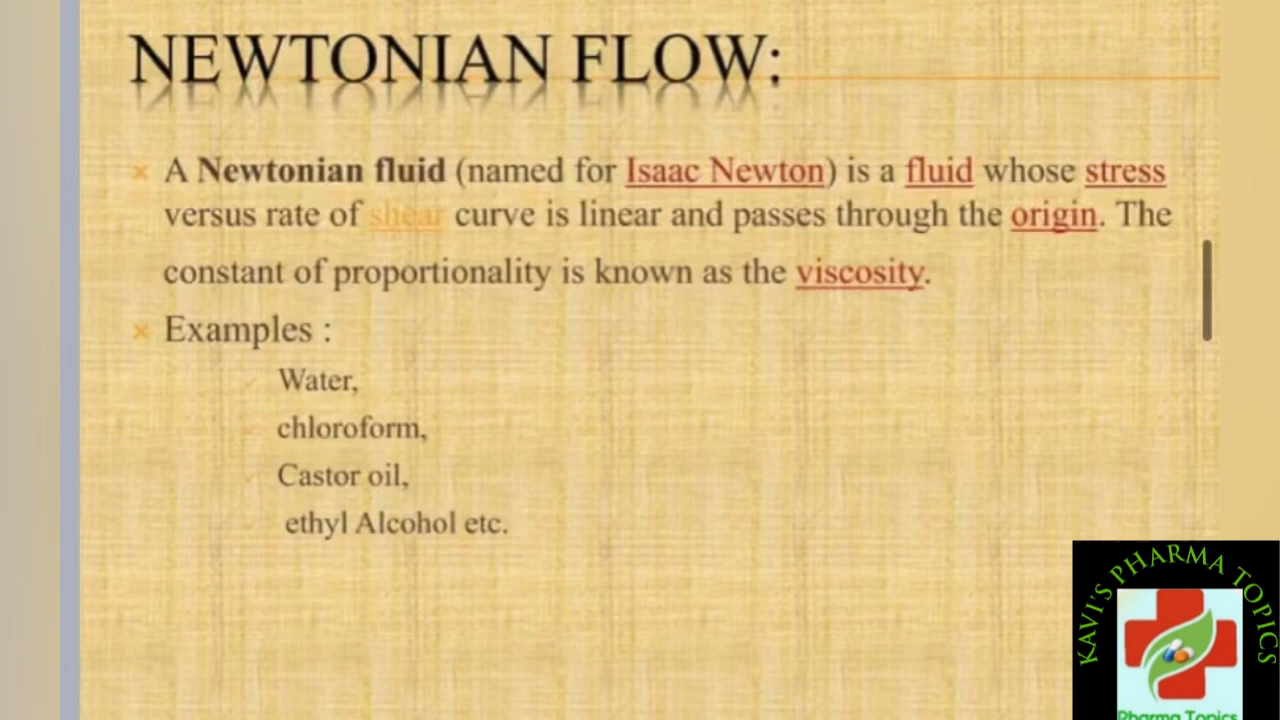 NEWTONIAN FLOW:
A Newtonian fluid (named for Isaac Newton) is a fluid whose stress
versus rate of shear curve is linear and passes through the origin. The
constant of proportionality is known as the viscosity.
Examples :
Water,
chloroform,
Castor oil,
ethyl Alcohol etc.
KAVI'S PHARMA TOPICS
Pharma Topics